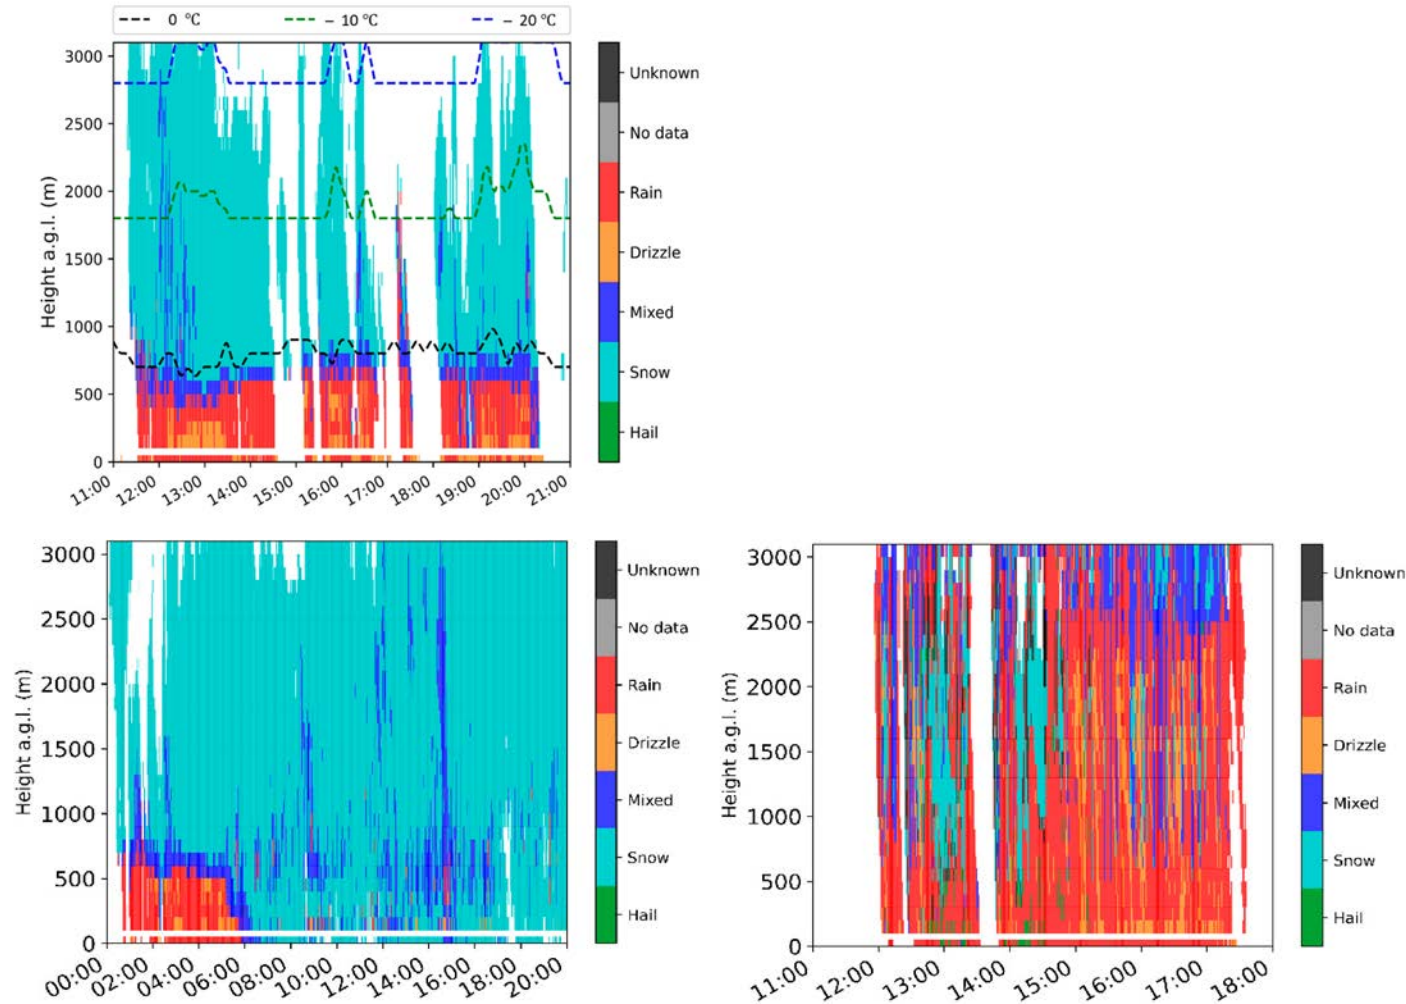 0 °C   − 10 °C   − 20 °C
3000
2500
2000
1500
1000
500
0
Height a.g.l. (m)
11:00 12:00 13:00 14:00 15:00 16:00 17:00 18:00 19:00 20:00 21:00
Unknown
No data
Rain
Drizzle
Mixed
Snow
Hail
3000
2500
2000
1500
1000
500
0
Height a.g.l. (m)
00:00 02:00 04:00 06:00 08:00 10:00 12:00 14:00 16:00 18:00 20:00
Unknown
No data
Rain
Drizzle
Mixed
Snow
Hail
3000
2500
2000
1500
1000
500
0
Height a.g.l. (m)
11:00 12:00 13:00 14:00 15:00 16:00 17:00 18:00
Unknown
No data
Rain
Drizzle
Mixed
Snow
Hail